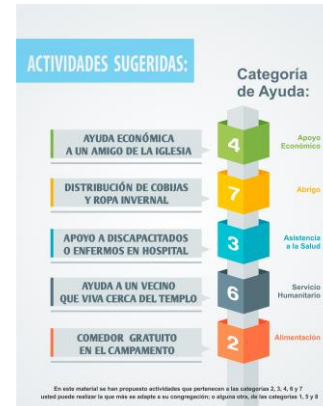 ACTIVIDADES SUGERIDAS:
Categoría
de Ayuda:
AYUDA ECONÓMICA
A UN AMIGO DE LA IGLESIA
4
Apoyo
Económico
DISTRIBUCIÓN DE COBIJAS
Y ROPA INVERNAL
7
Abrigo
APOYO A DISCAPACITADOS
O ENFERMOS EN HOSPITAL
3
Asistencia
a la Salud
AYUDA A UN VECINO
QUE VIVA CERCA DEL TEMPLO
6
Servicio
Humanitario
COMEDOR GRATUITO
EN EL CAMPAMENTO
2
Alimentación
En este material se han propuesto actividades que pertenecen a las categorías 2, 3, 4, 6 y 7
usted puede realizar la que más se adapte a su congregación; o alguna otra, de las categorías 1, 5 y 8